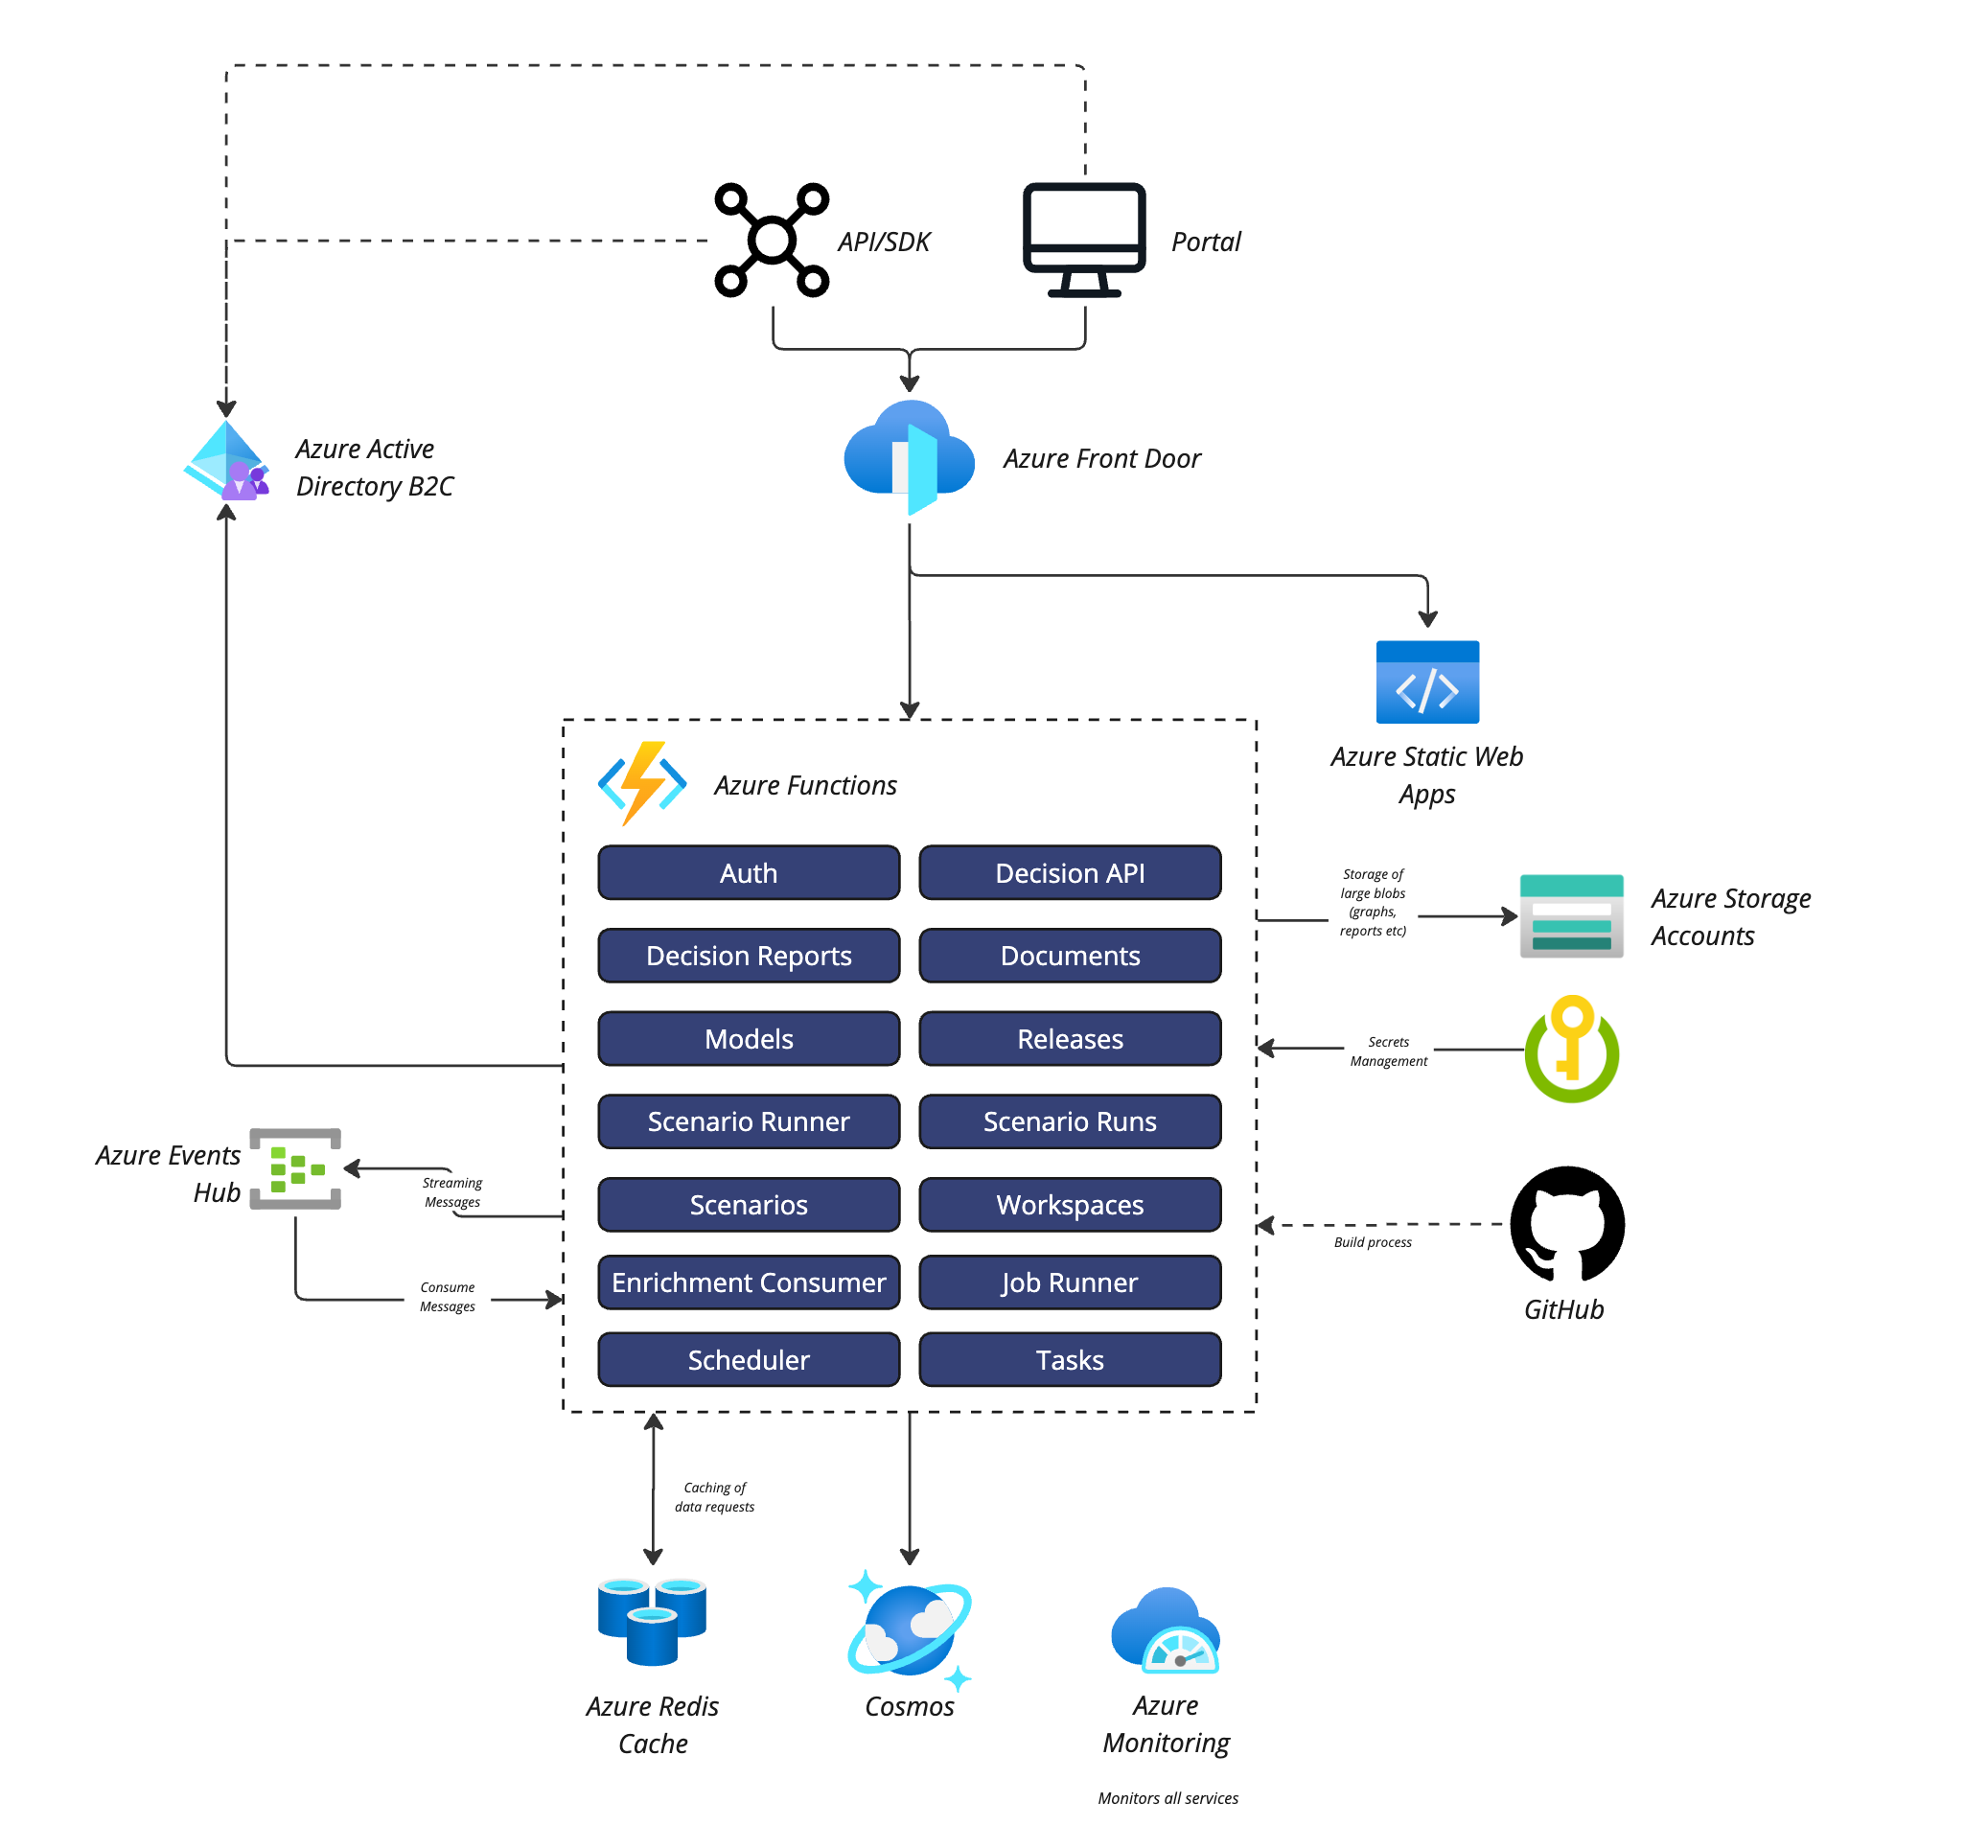 API/SDK
Portal
Azure Active
Directory B2C
Azure Front Door
Azure Static Web
Apps
Azure Functions
Auth
Decision API
Decision Reports
Documents
Models
Releases
Scenario Runner
Scenario Runs
Scenarios
Workspaces
Enrichment Consumer
Job Runner
Scheduler
Tasks
Storage of
large blobs
(graphs,
reports etc)
Azure Storage
Accounts
Secrets
Management
Build process
GitHub
Azure Events
Hub
Streaming
Messages
Consume
Messages
Caching of
data requests
Azure Redis
Cache
Cosmos
Azure
Monitoring
Monitors all services